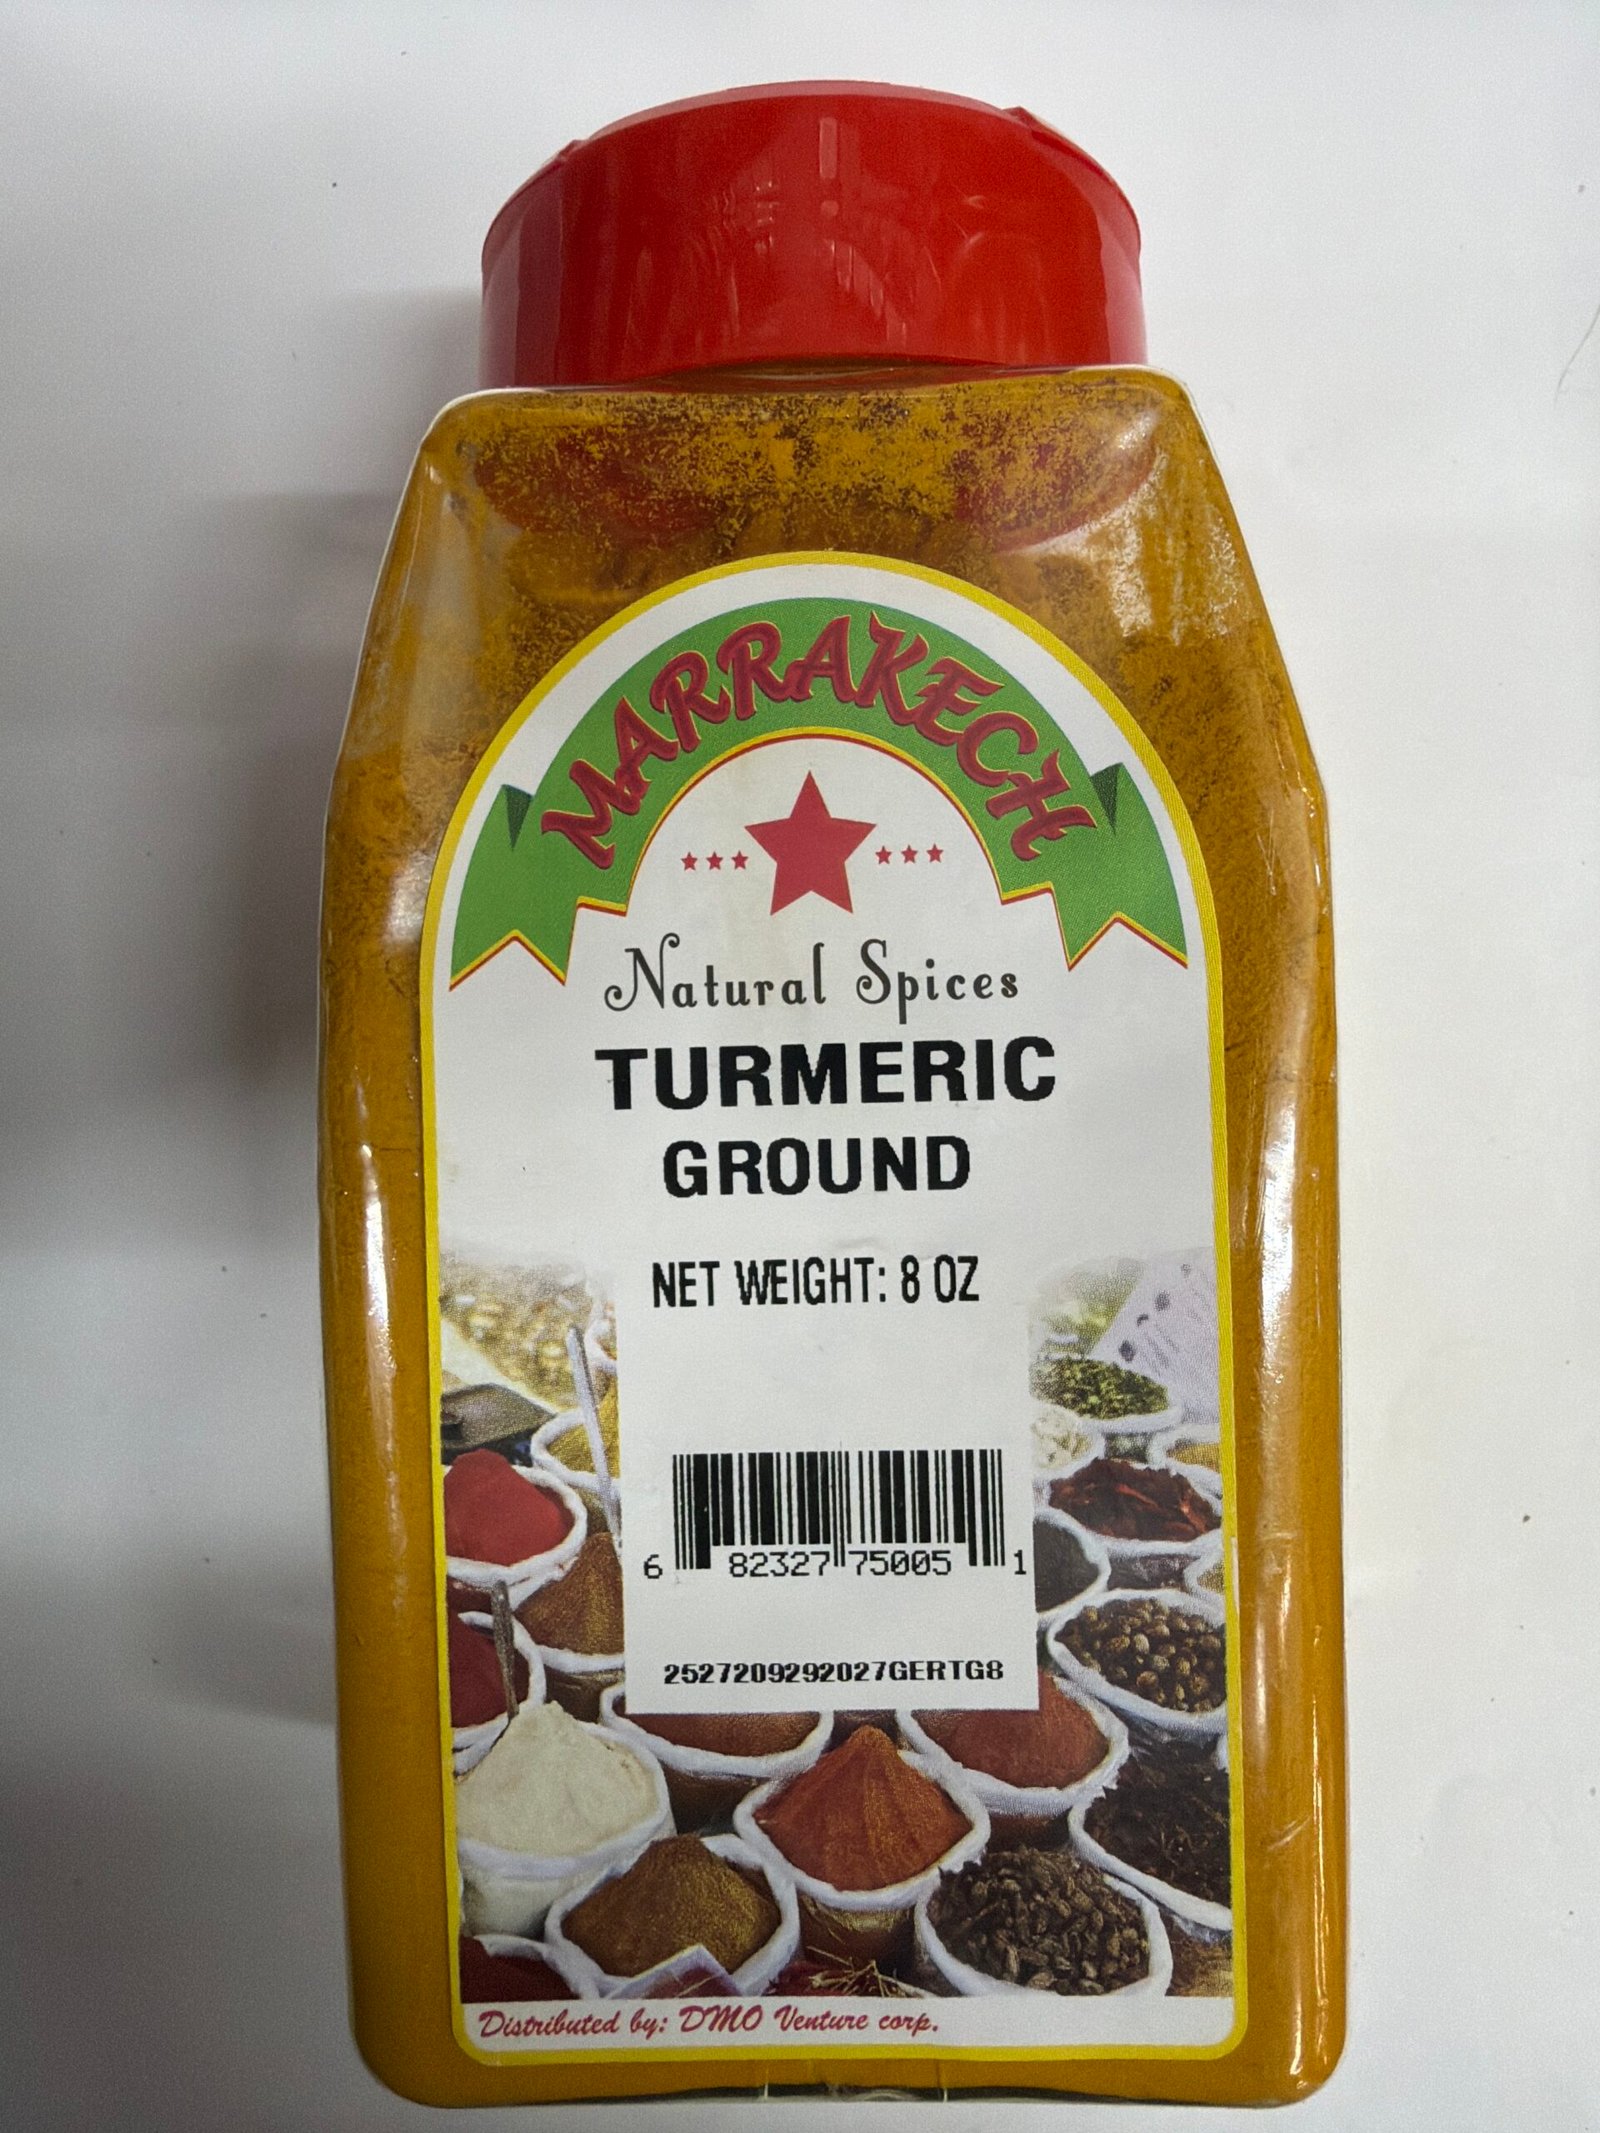 MARRAKECH
Natural Spices
TURMERIC
GROUND
NET WEIGHT: 8 OZ
6 82327 75005 1
2527209292027GERTG8
Distributed by: DMO Venture corp.